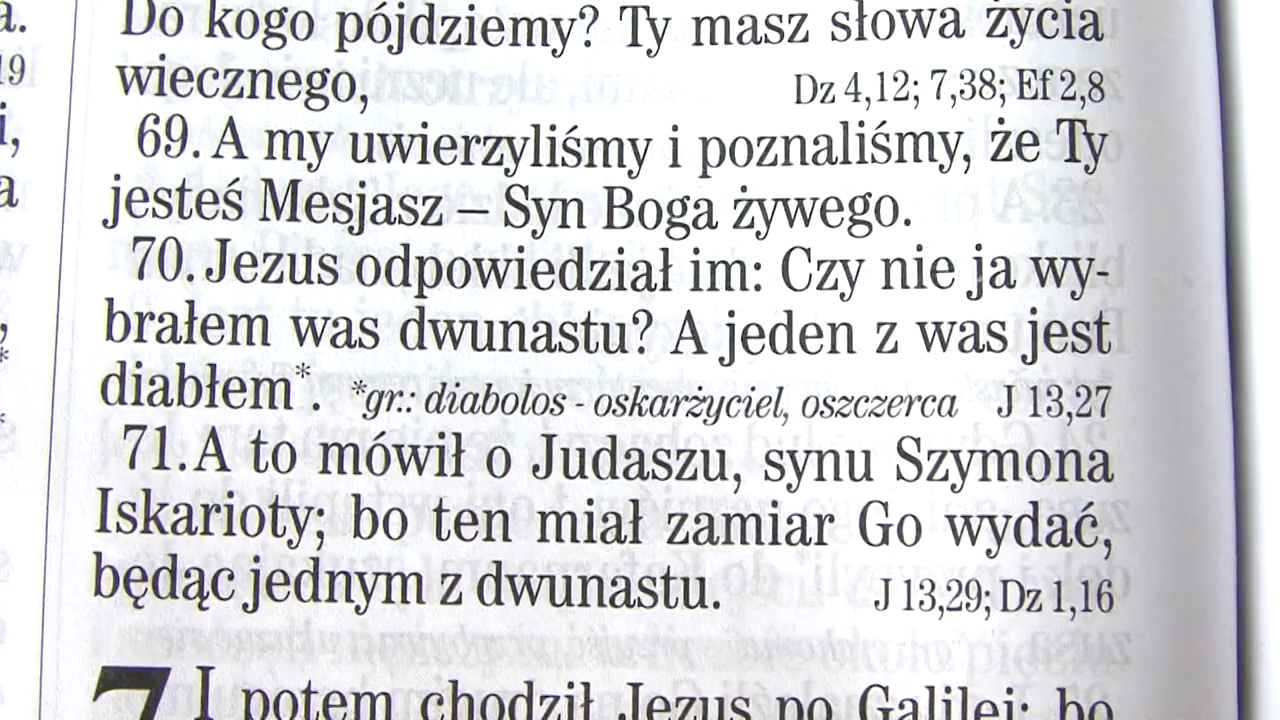 Do kogo pójdziemy? Ty masz słowa życia
wiecznego, Dz 4,12; 7,38; Ef 2,8
69. A my uwierzyliśmy i poznaliśmy, że Ty
jesteś Mesjasz – Syn Boga żywego.
70. Jezus odpowiedział im: Czy nie ja wy-
brałem was dwunastu? A jeden z was jest
diabłem*. *gr.: diabolos - oskarżyciel, oszczerca J 13,27
71. A to mówił o Judaszu, synu Szymona
Iskarioty; bo ten miał zamiar Go wydać,
będąc jednym z dwunastu. J 13,29; Dz 1,16
7 I potem chodził Jezus po Galilei; bo